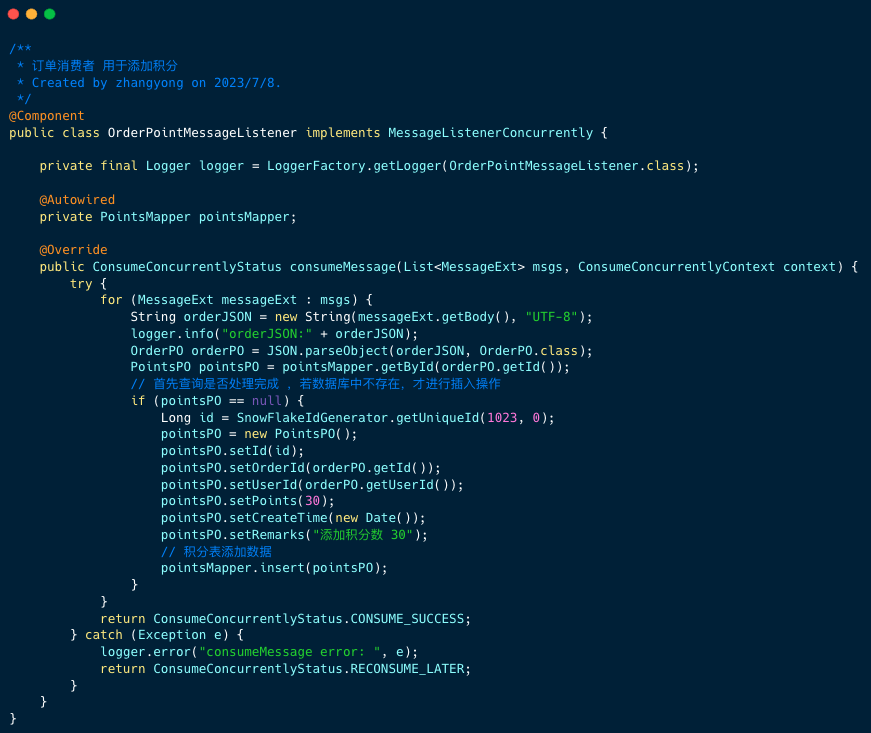 /**
 * 订单消费者 用于添加积分
 * Created by zhangyong on 2023/7/8.
 */
@Component
public class OrderPointMessageListener implements MessageListenerConcurrently {

    private final Logger logger = LoggerFactory.getLogger(OrderPointMessageListener.class);

    @Autowired
    private PointsMapper pointsMapper;

    @Override
    public ConsumeConcurrentlyStatus consumeMessage(List<MessageExt> msgs, ConsumeConcurrentlyContext context) {
        try {
            for (MessageExt messageExt : msgs) {
                String orderJSON = new String(messageExt.getBody(), "UTF-8");
                logger.info("orderJSON:" + orderJSON);
                OrderPO orderPO = JSON.parseObject(orderJSON, OrderPO.class);
                PointsPO pointsPO = pointsMapper.getById(orderPO.getId());
                // 首先查询是否处理完成 ，若数据库中不存在，才进行插入操作
                if (pointsPO == null) {
                    Long id = SnowFlakeIdGenerator.getUniqueId(1023, 0);
                    pointsPO = new PointsPO();
                    pointsPO.setId(id);
                    pointsPO.setOrderId(orderPO.getId());
                    pointsPO.setUserId(orderPO.getUserId());
                    pointsPO.setPoints(30);
                    pointsPO.setCreateTime(new Date());
                    pointsPO.setRemarks("添加积分数 30");
                    // 积分表添加数据
                    pointsMapper.insert(pointsPO);
                }
            }
            return ConsumeConcurrentlyStatus.CONSUME_SUCCESS;
        } catch (Exception e) {
            logger.error("consumeMessage error: ", e);
            return ConsumeConcurrentlyStatus.RECONSUME_LATER;
        }
    }
}